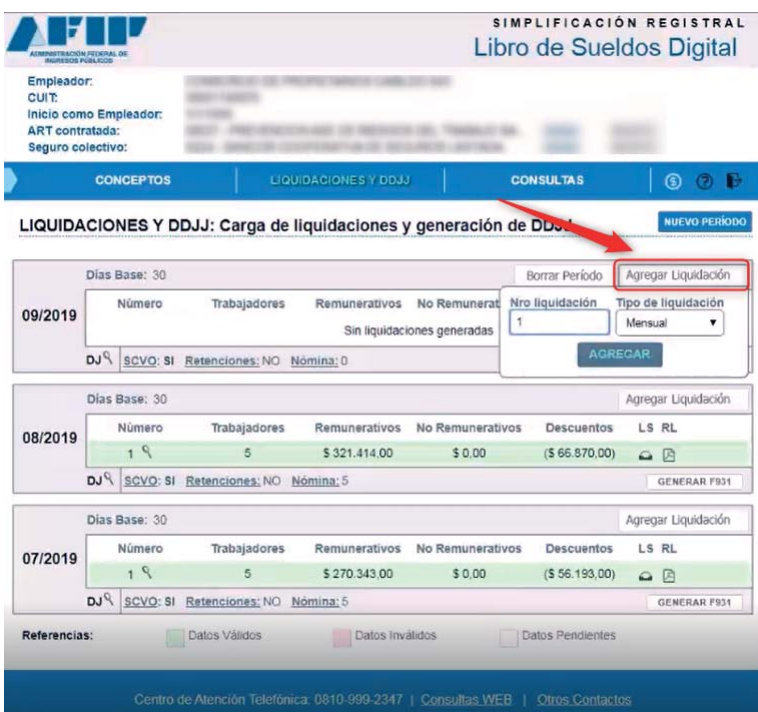 AFIP
ADMINISTRACIÓN FEDERAL DE
INGRESOS PÚBLICOS
SIMPLIFICACIÓN REGISTRAL
Libro de Sueldos Digital
Empleador:
CUIT:
Inicio como Empleador:
ART contratada:
Seguro colectivo:
CONCEPTOS LIQUIDACIONES Y DDJJ CONSULTAS
LIQUIDACIONES Y DDJJ: Carga de liquidaciones y generación de NUEVO PERÍODO
Días Base: 30 Borrar Período Agregar Liquidación
09/2019
Número Trabajadores Remunerativos No Remunerat Nro liquidación Tipo de liquidación
1 Mensual
Sin liquidaciones generadas
AGREGAR
DJ SCVO: SI Retenciones: NO Nómina: 0
Días Base: 30 Agregar Liquidación
08/2019
Número Trabajadores Remunerativos No Remunerativos Descuentos LS RL
1 5 $ 321.414,00 $ 0,00 ($ 66.870,00)
DJ SCVO: SI Retenciones: NO Nómina: 5 GENERAR F931
Días Base: 30 Agregar Liquidación
07/2019
Número Trabajadores Remunerativos No Remunerativos Descuentos LS RL
1 5 $ 270.343,00 $ 0,00 ($ 56.193,00)
DJ SCVO: SI Retenciones: NO Nómina: 5 GENERAR F931
Referencias: Datos Válidos Datos Inválidos Datos Pendientes
Centro de Atención Telefónica: 0810-999-2347 | Consultas WEB | Otros Contactos